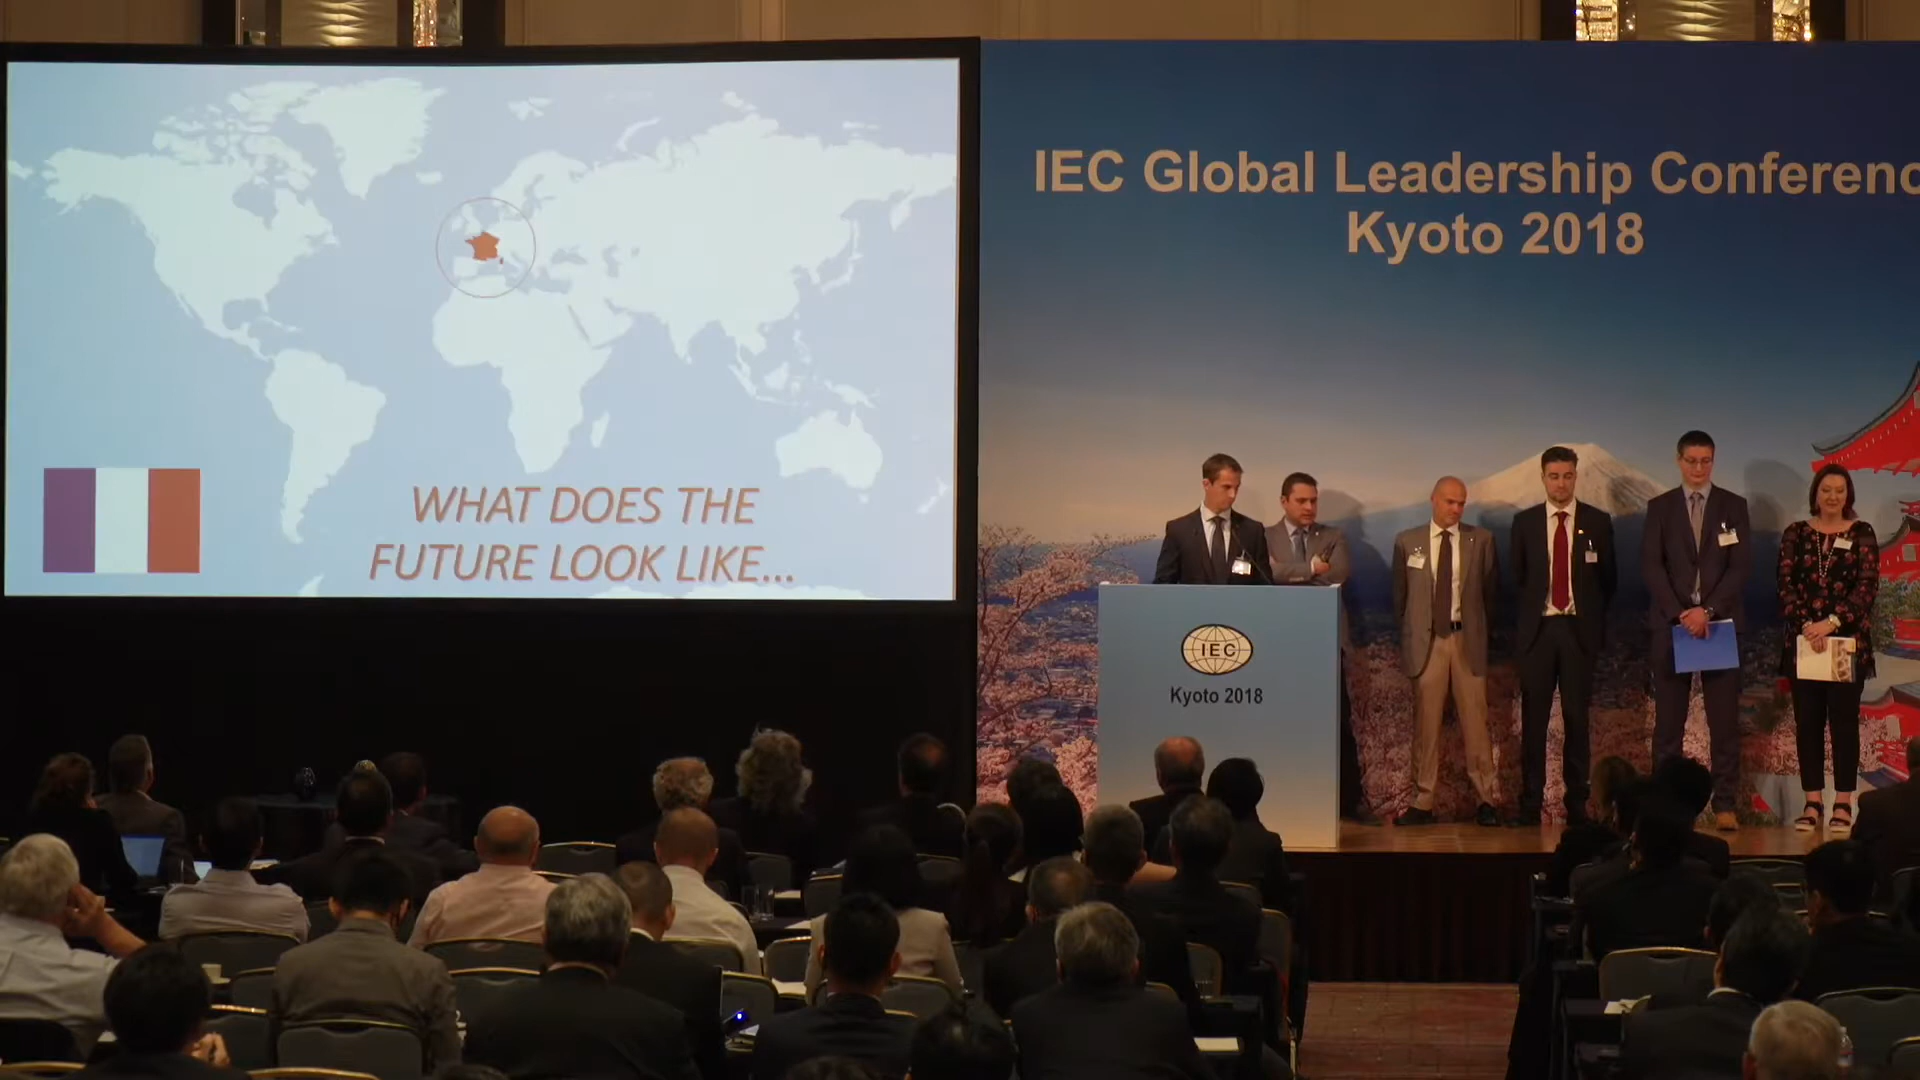 WHAT DOES THE
FUTURE LOOK LIKE...
IEC Global Leadership Conferenc
Kyoto 2018
IEC
Kyoto 2018